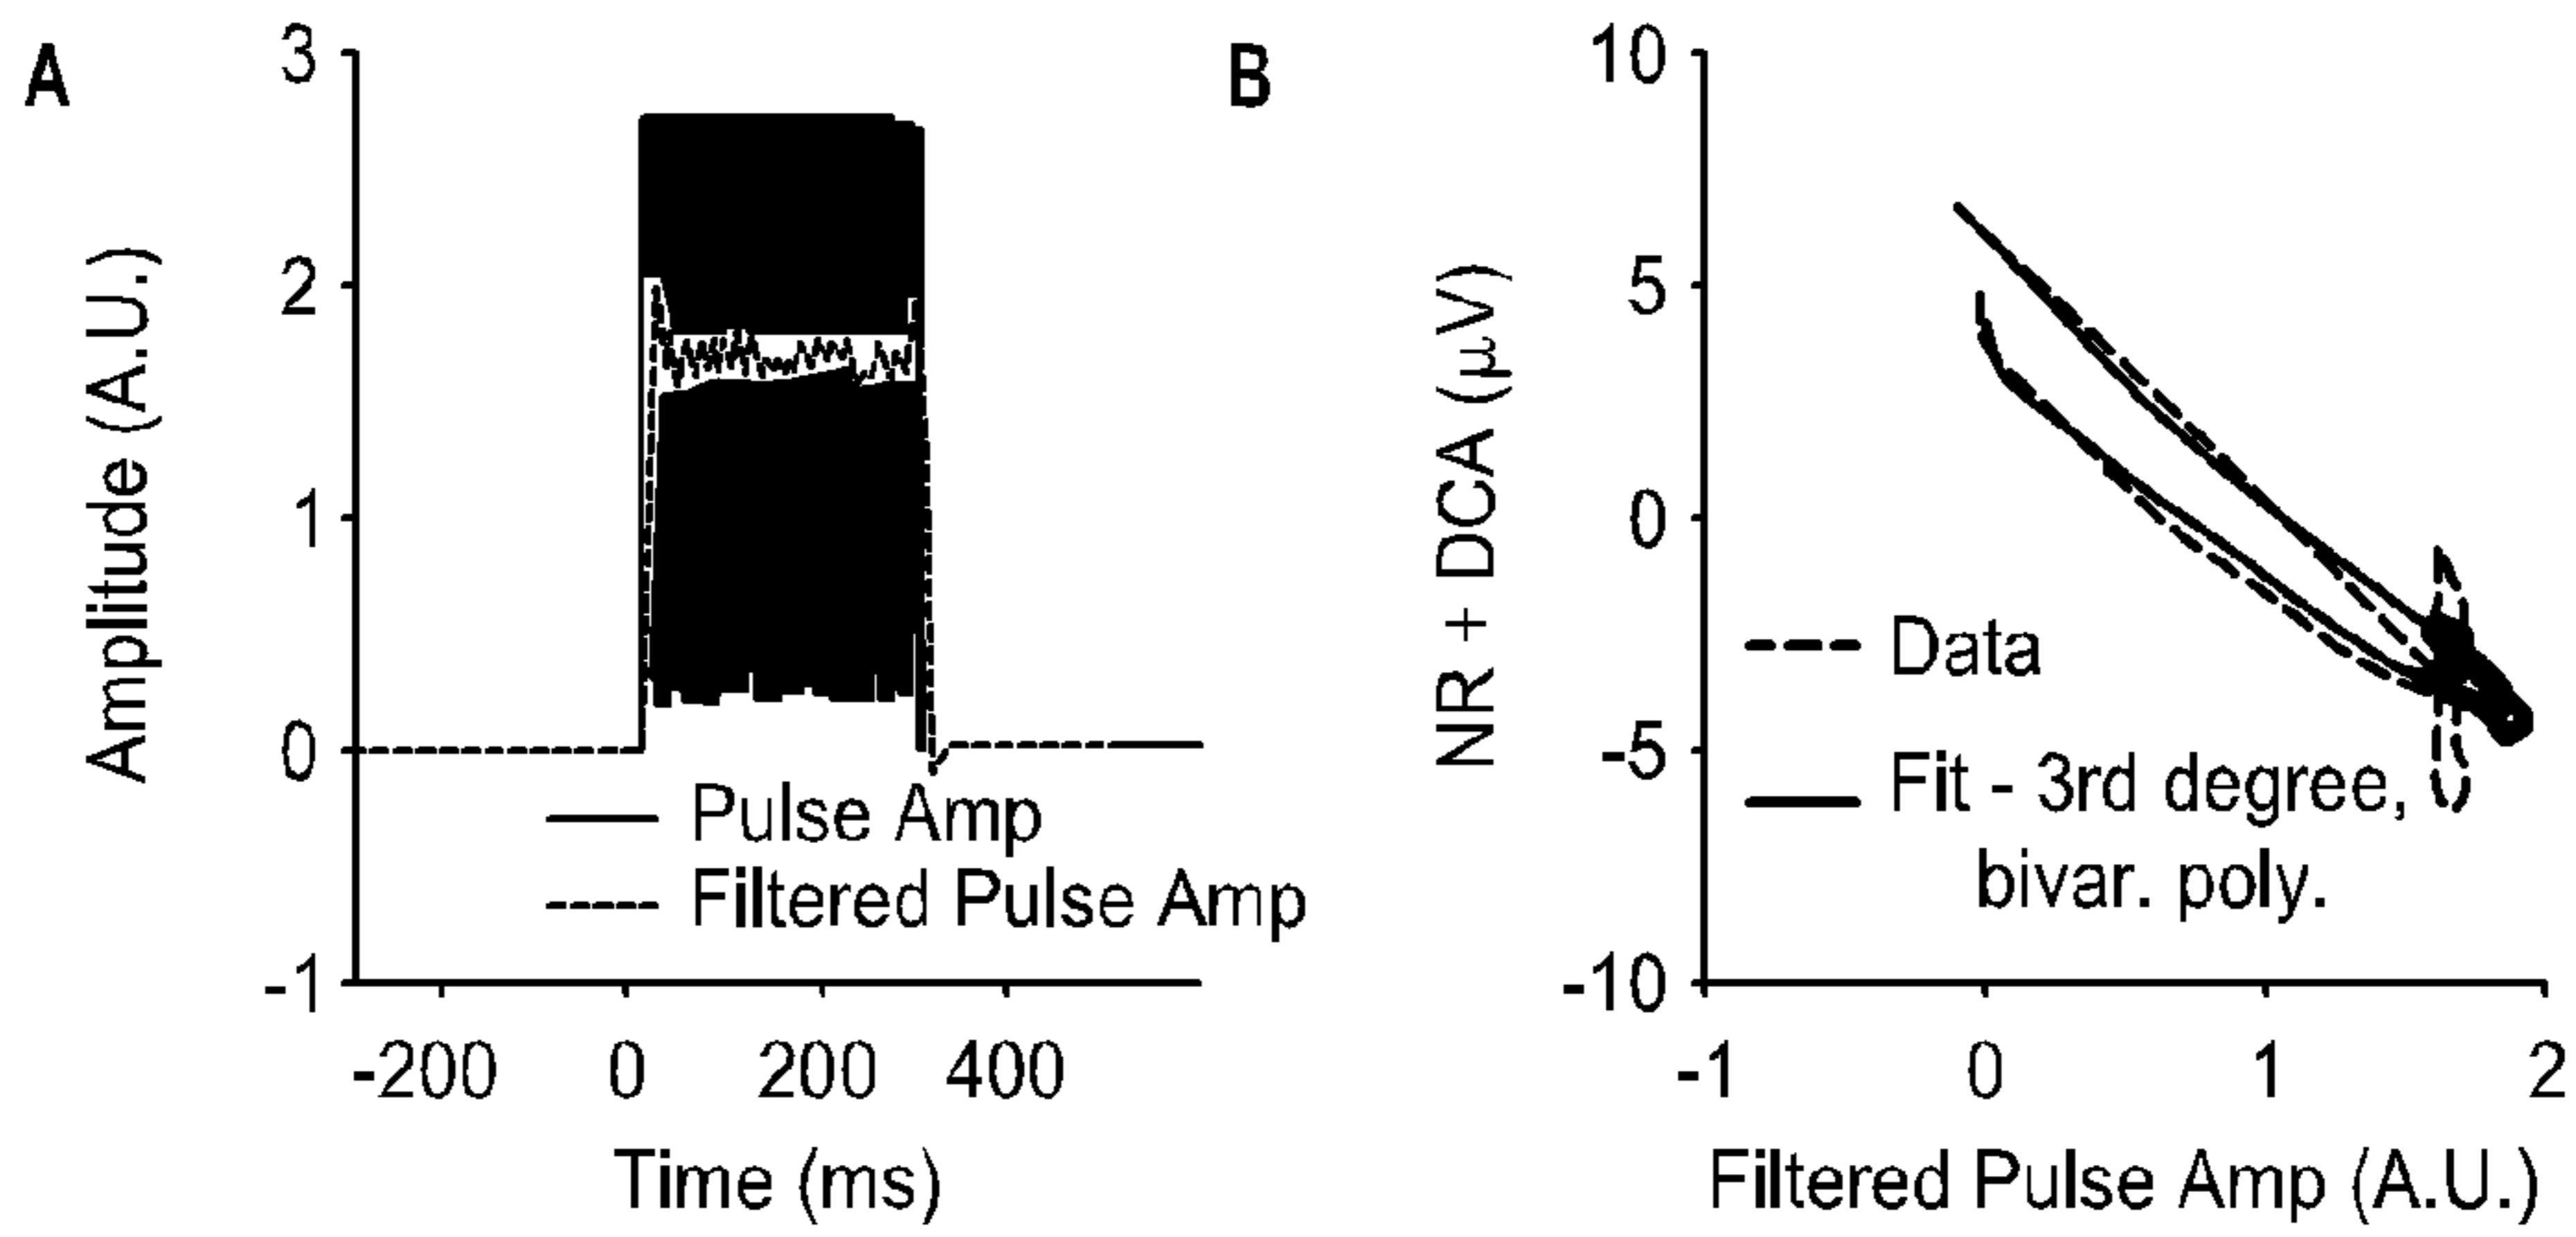 A
3
2
1
0
-1
Amplitude (A.U.)
Pulse Amp
Filtered Pulse Amp
-200 0 200 400
Time (ms)
B
10
5
0
-5
-10
NR + DCA (μV)
Data
Fit - 3rd degree,
bivar. poly.
-1 0 1 2
Filtered Pulse Amp (A.U.)